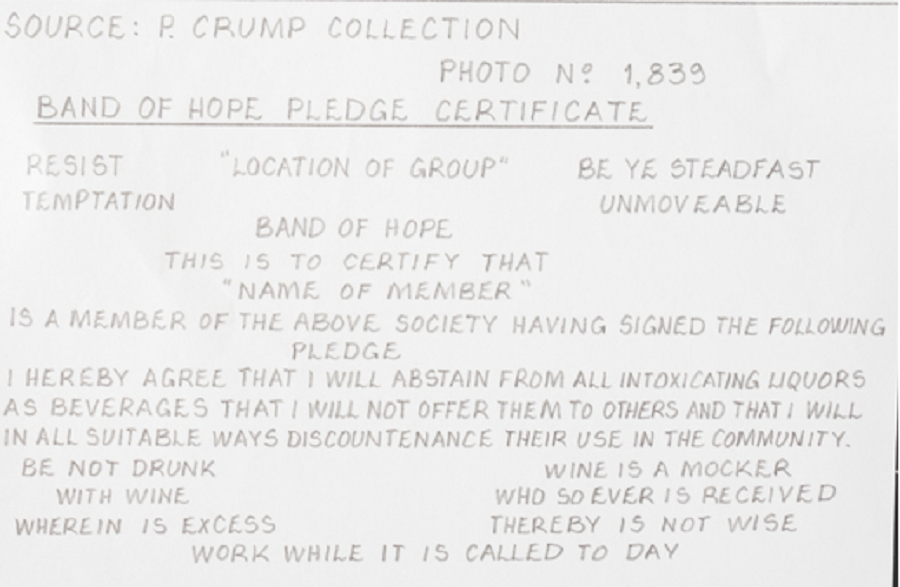 SOURCE: P. CRUMP COLLECTION
PHOTO Nº 1,839
BAND OF HOPE PLEDGE CERTIFICATE
RESIST "LOCATION OF GROUP" BE YE STEADFAST
TEMPTATION UNMOVEABLE
BAND OF HOPE
THIS IS TO CERTIFY THAT
"NAME OF MEMBER"
IS A MEMBER OF THE ABOVE SOCIETY HAVING SIGNED THE FOLLOWING
PLEDGE
I HEREBY AGREE THAT I WILL ABSTAIN FROM ALL INTOXICATING LIQUORS
AS BEVERAGES THAT I WILL NOT OFFER THEM TO OTHERS AND THAT I WILL
IN ALL SUITABLE WAYS DISCOUNTENANCE THEIR USE IN THE COMMUNITY.
BE NOT DRUNK WINE IS A MOCKER
WITH WINE WHO SO EVER IS RECEIVED
WHEREIN IS EXCESS THEREBY IS NOT WISE
WORK WHILE IT IS CALLED TO DAY